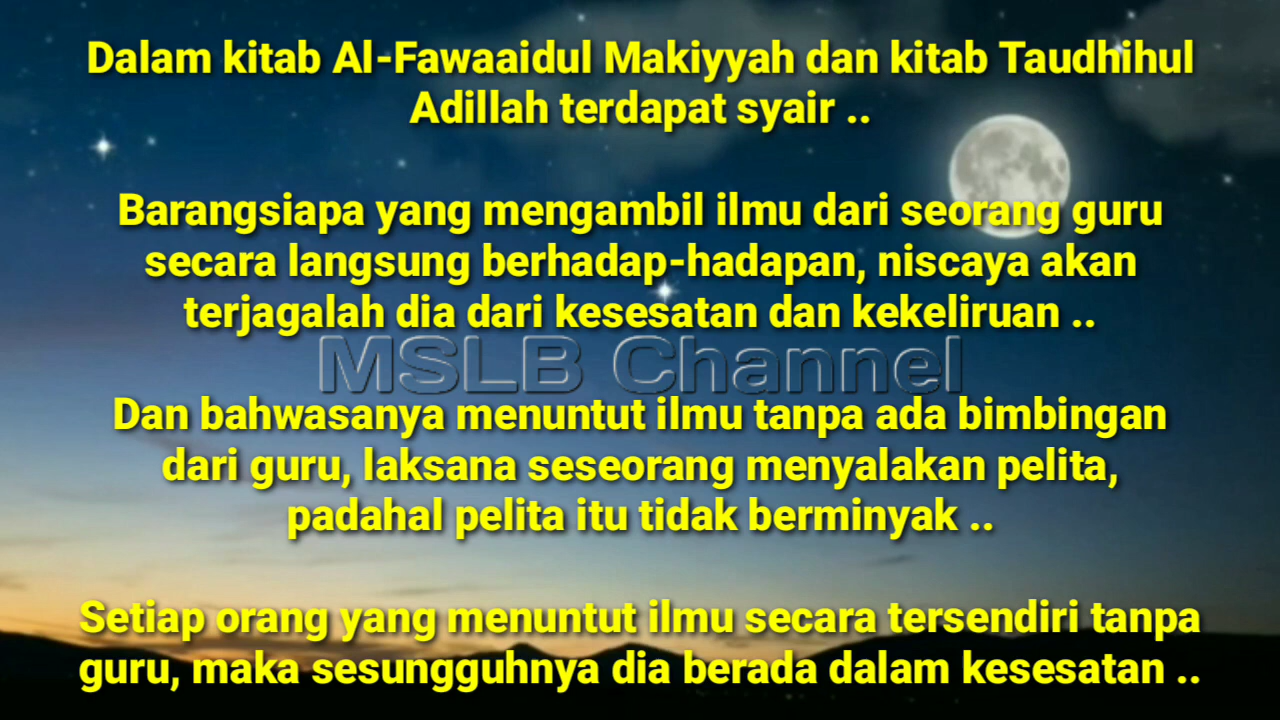 Dalam kitab Al-Fawaaidul Makiyyah dan kitab Taudhihul
Adillah terdapat syair ..
Barangsiapa yang mengambil ilmu dari seorang guru
secara langsung berhadap-hadapan, niscaya akan
terjagalah dia dari kesesatan dan kekeliruan ..
MSLB Channel
Dan bahwasanya menuntut ilmu tanpa ada bimbingan
dari guru, laksana seseorang menyalakan pelita,
padahal pelita itu tidak berminyak ..
Setiap orang yang menuntut ilmu secara tersendiri tanpa
guru, maka sesungguhnya dia berada dalam kesesatan ..